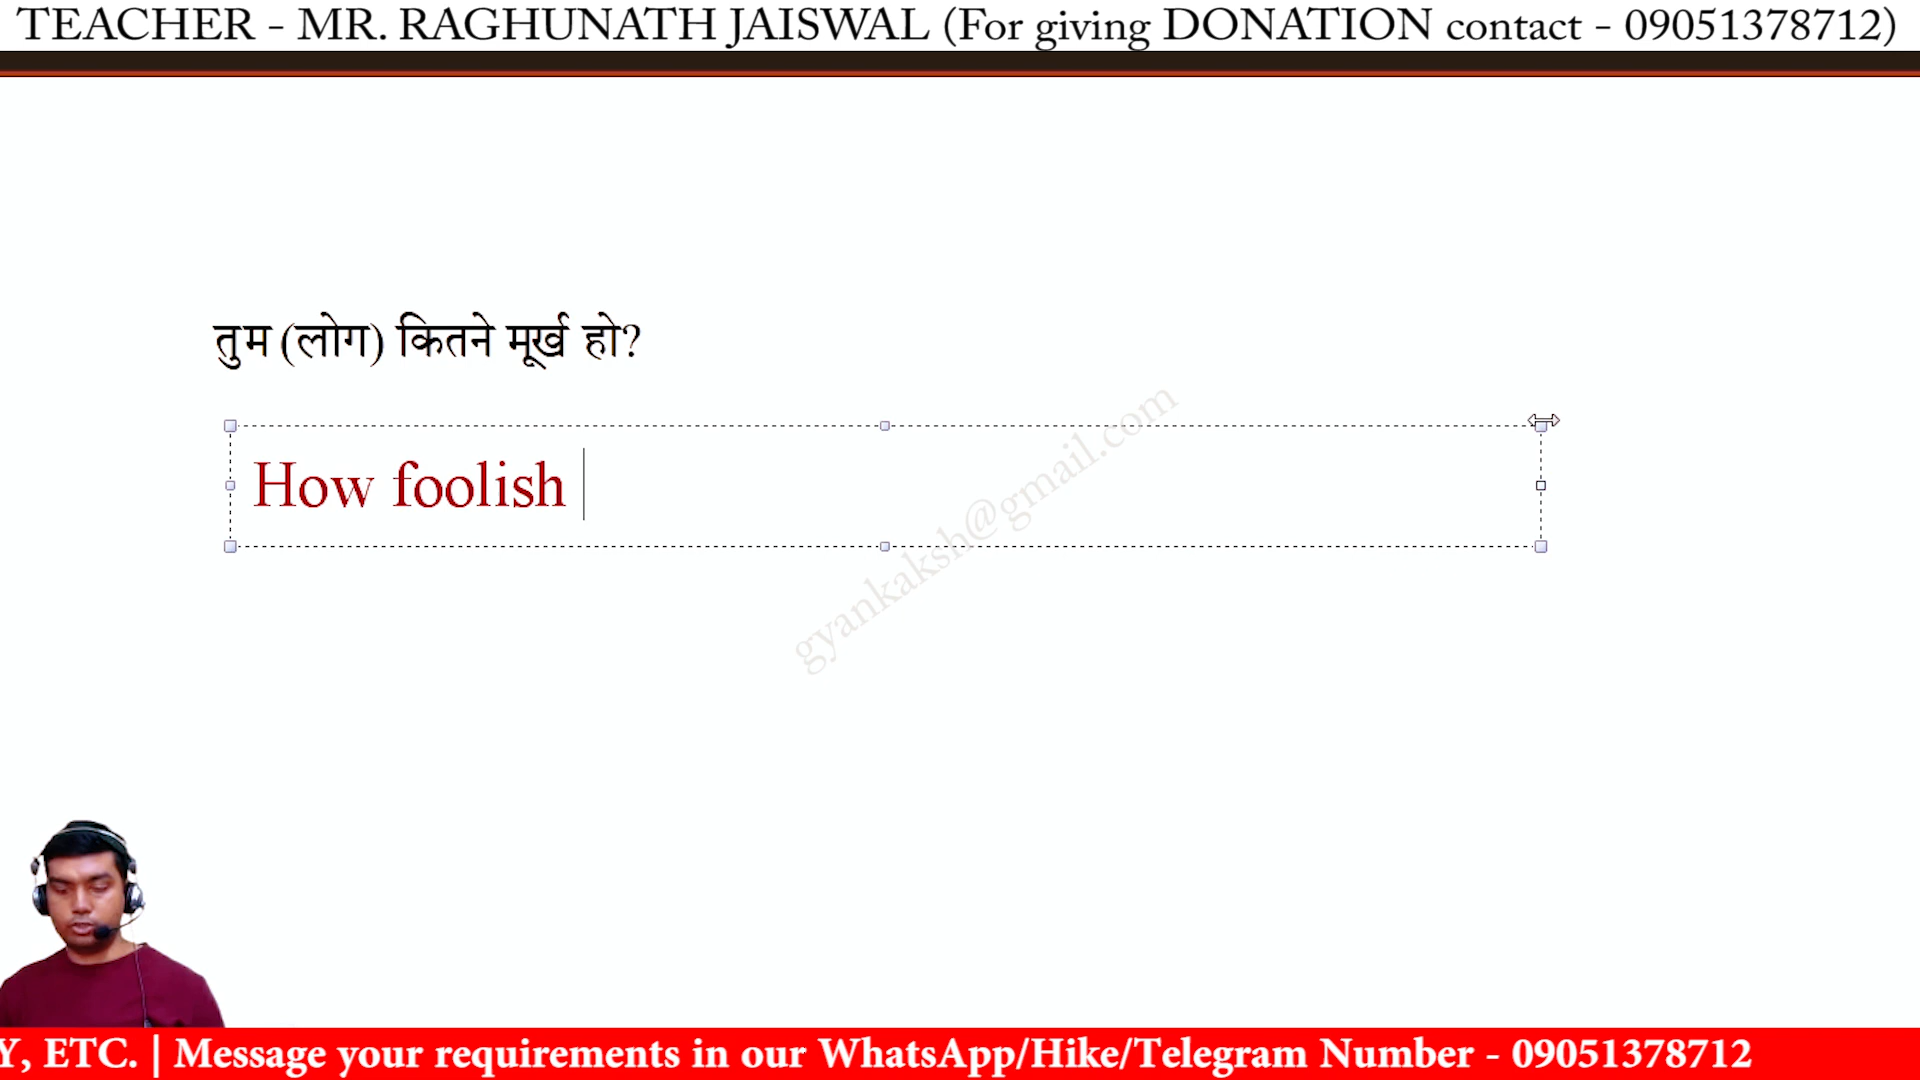 TEACHER - MR. RAGHUNATH JAISWAL (For giving DONATION contact - 09051378712)
तुम (लोग) कितने मूर्ख हो?
How foolish
gyankaksh@gmail.com
Y, ETC. | Message your requirements in our WhatsApp/Hike/Telegram Number - 09051378712